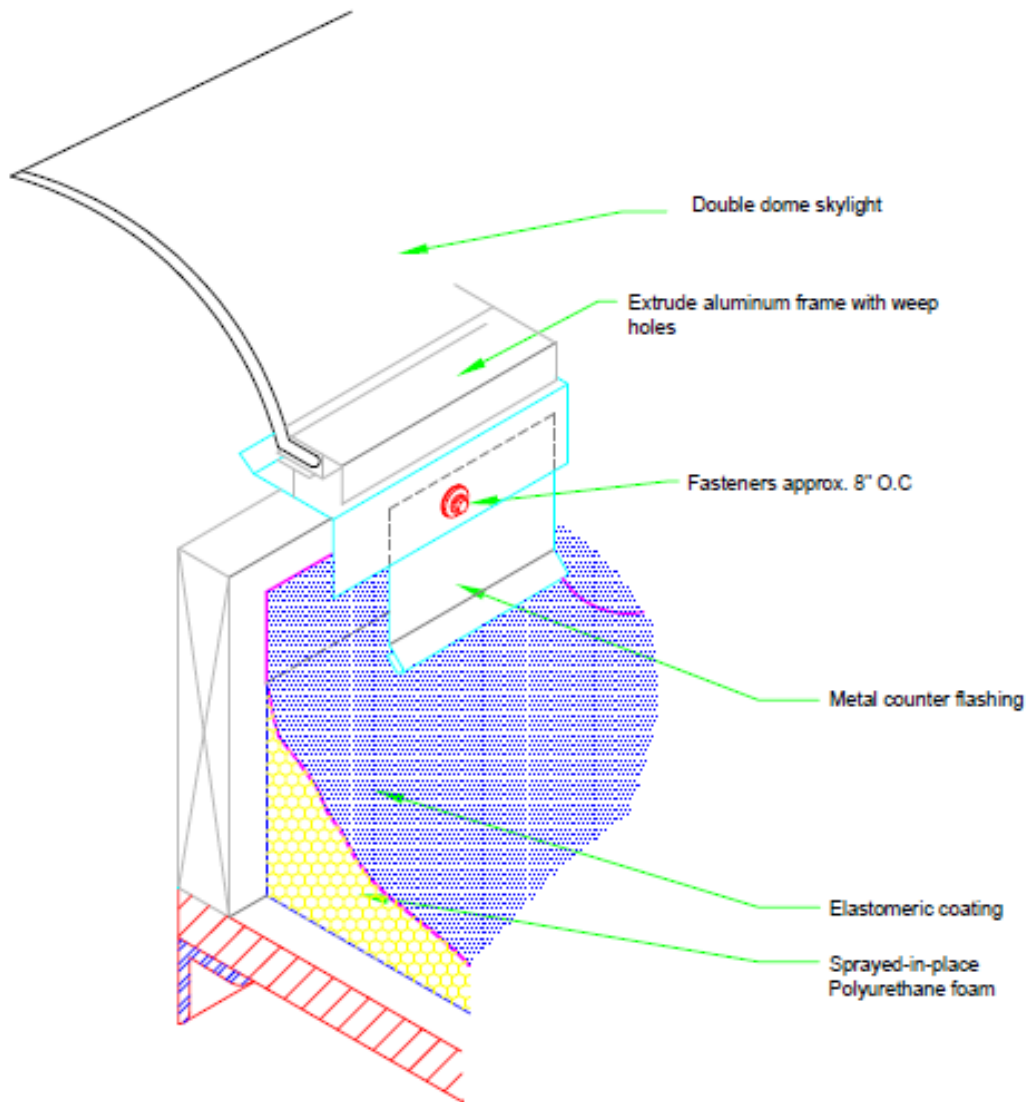 Double dome skylight
Extrude aluminum frame with weep
holes
Fasteners approx. 8" O.C
Metal counter flashing
Elastomeric coating
Sprayed-in-place
Polyurethane foam